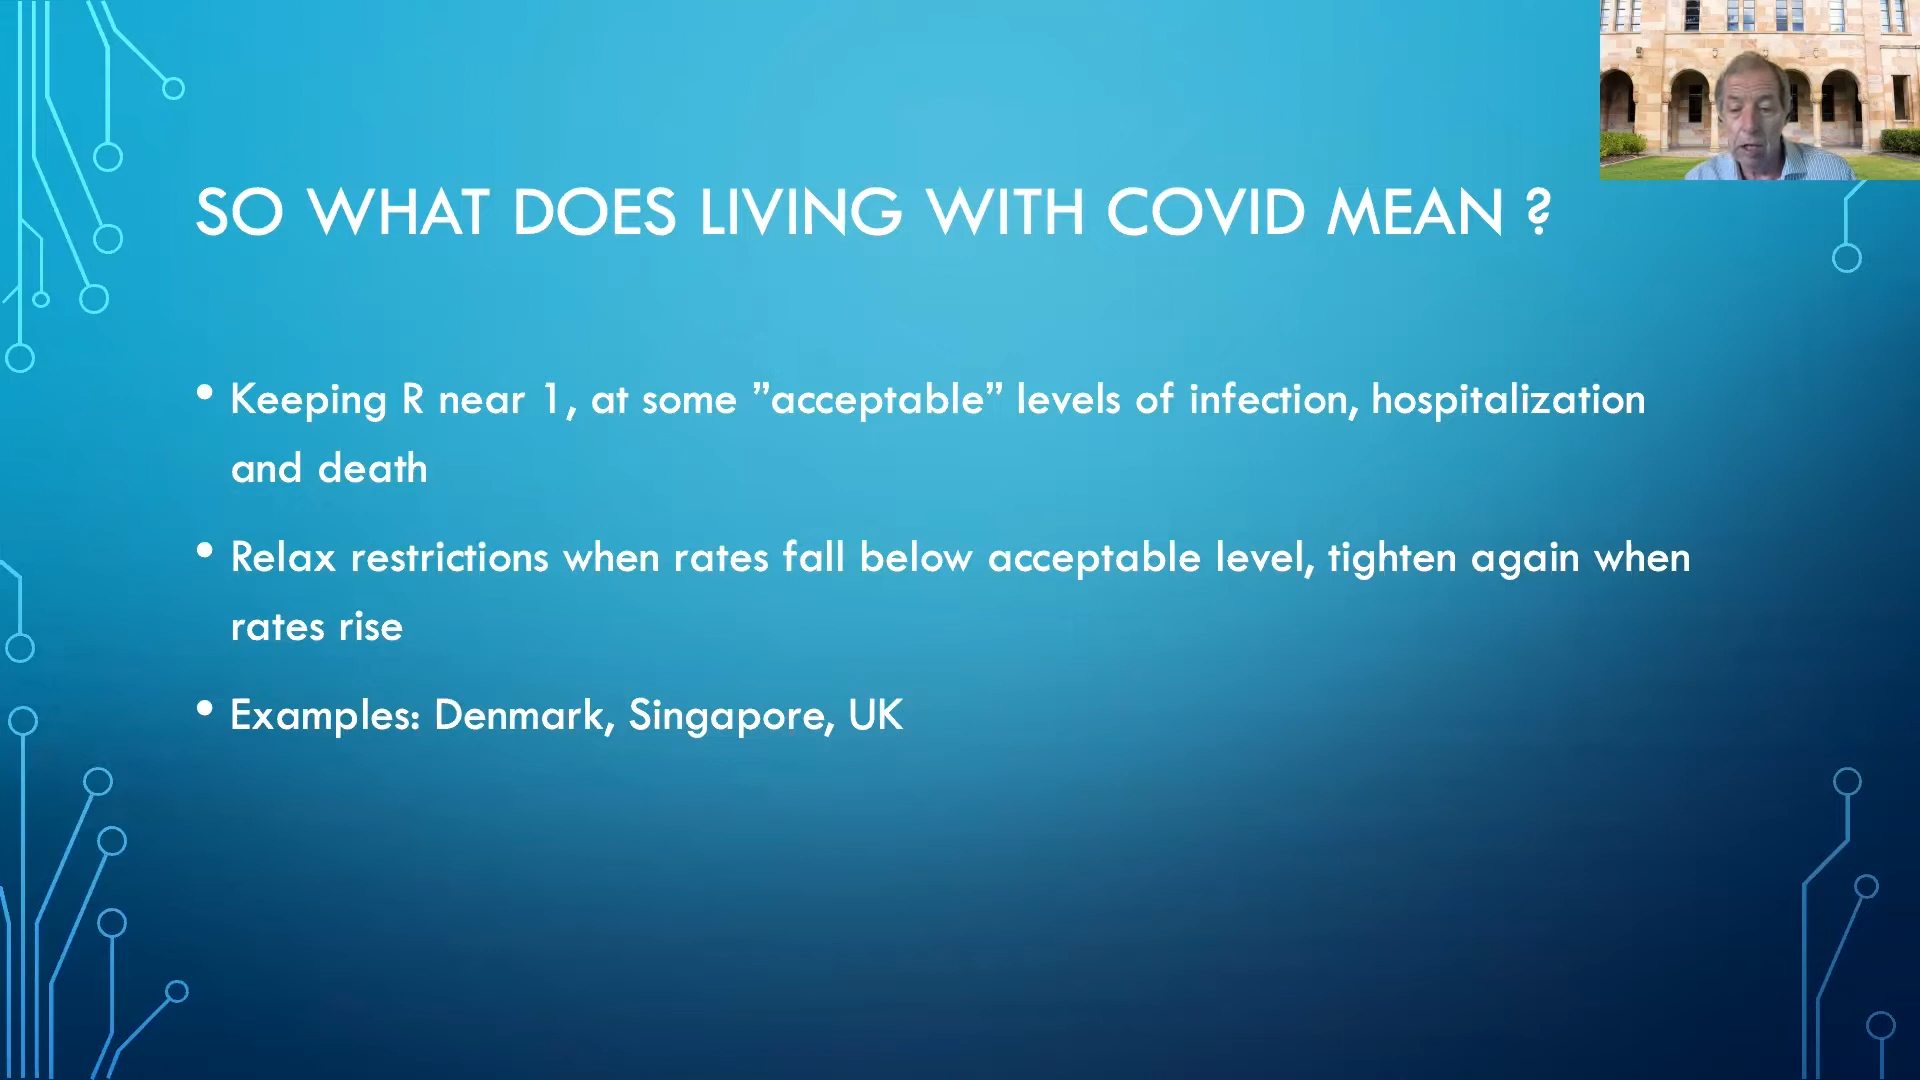 SO WHAT DOES LIVING WITH COVID MEAN ?
• Keeping R near 1, at some ”acceptable” levels of infection, hospitalization
and death
• Relax restrictions when rates fall below acceptable level, tighten again when
rates rise
• Examples: Denmark, Singapore, UK